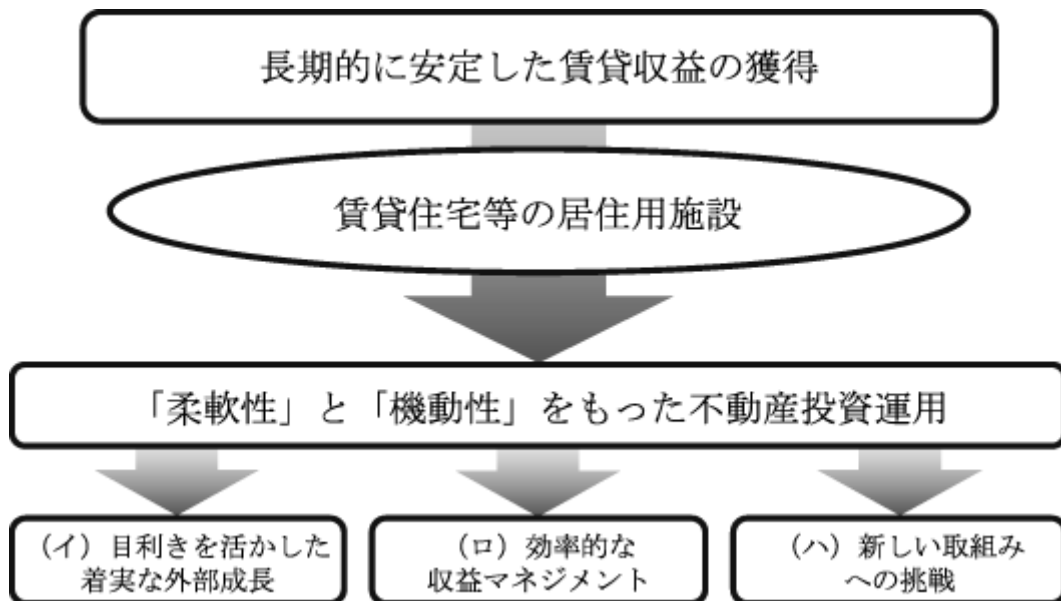 長期的に安定した賃貸収益の獲得
賃貸住宅等の居住用施設
「柔軟性」と「機動性」をもった不動産投資運用
（イ）目利きを活かした
着実な外部成長
（ロ）効率的な
収益マネジメント
（ハ）新しい取組み
への挑戦